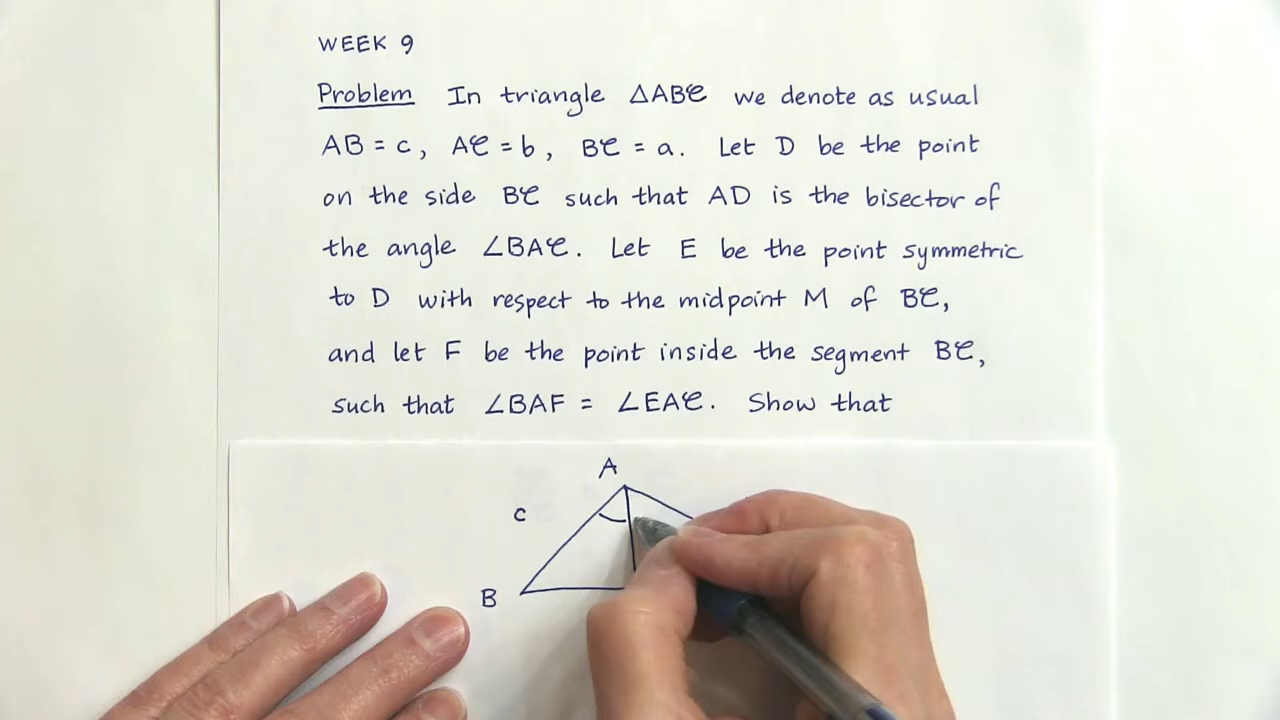 WEEK 9
Problem In triangle ΔABC we denote as usual
AB = c, AC = b, BC = a. Let D be the point
on the side BC such that AD is the bisector of
the angle ∠BAC. Let E be the point symmetric
to D with respect to the midpoint M of BC,
and let F be the point inside the segment BC,
such that ∠BAF = ∠EAC. Show that
A
c
B